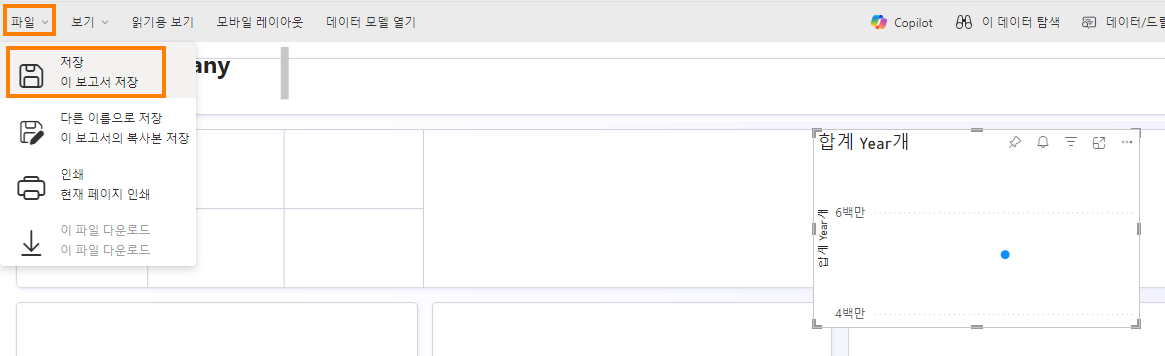 파일 보기 읽기용 보기 모바일 레이아웃 데이터 모델 열기 Copilot 이 데이터 탐색 데이터/드릴
저장
이 보고서 저장
any
다른 이름으로 저장
이 보고서의 복사본 저장
인쇄
현재 페이지 인쇄
이 파일 다운로드
이 파일 다운로드
합계 Year개
6백만
합계 Year개
4백만